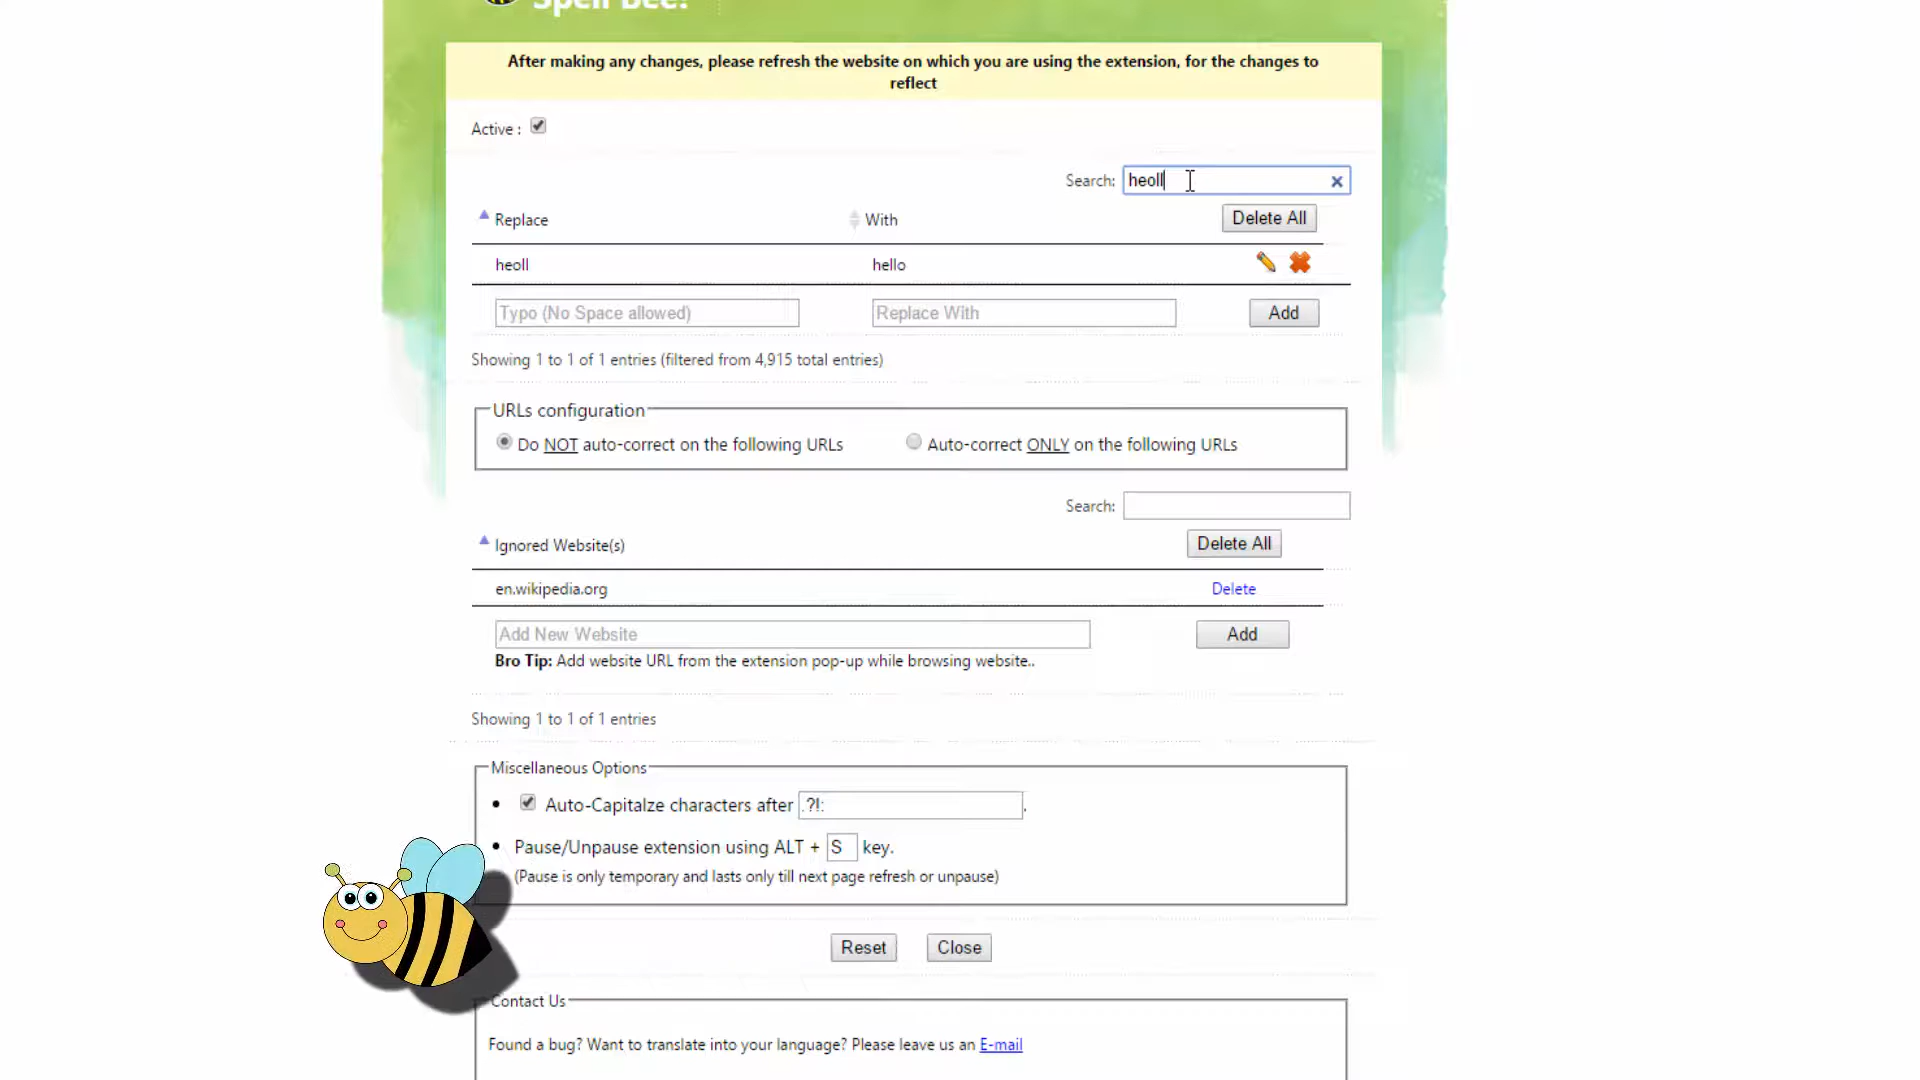 Spell Bee!
After making any changes, please refresh the website on which you are using the extension, for the changes to
reflect
Active :
Search: heoll
Replace With Delete All
heoll hello
Typo (No Space allowed) Replace With Add
Showing 1 to 1 of 1 entries (filtered from 4,915 total entries)
URLs configuration
Do NOT auto-correct on the following URLs Auto-correct ONLY on the following URLs
Search:
Ignored Website(s) Delete All
en.wikipedia.org Delete
Add New Website Add
Bro Tip: Add website URL from the extension pop-up while browsing website..
Showing 1 to 1 of 1 entries
Miscellaneous Options
• Auto-Capitalze characters after .?!: .
• Pause/Unpause extension using ALT + S key.
(Pause is only temporary and lasts only till next page refresh or unpause)
Reset Close
Contact Us
Found a bug? Want to translate into your language? Please leave us an E-mail